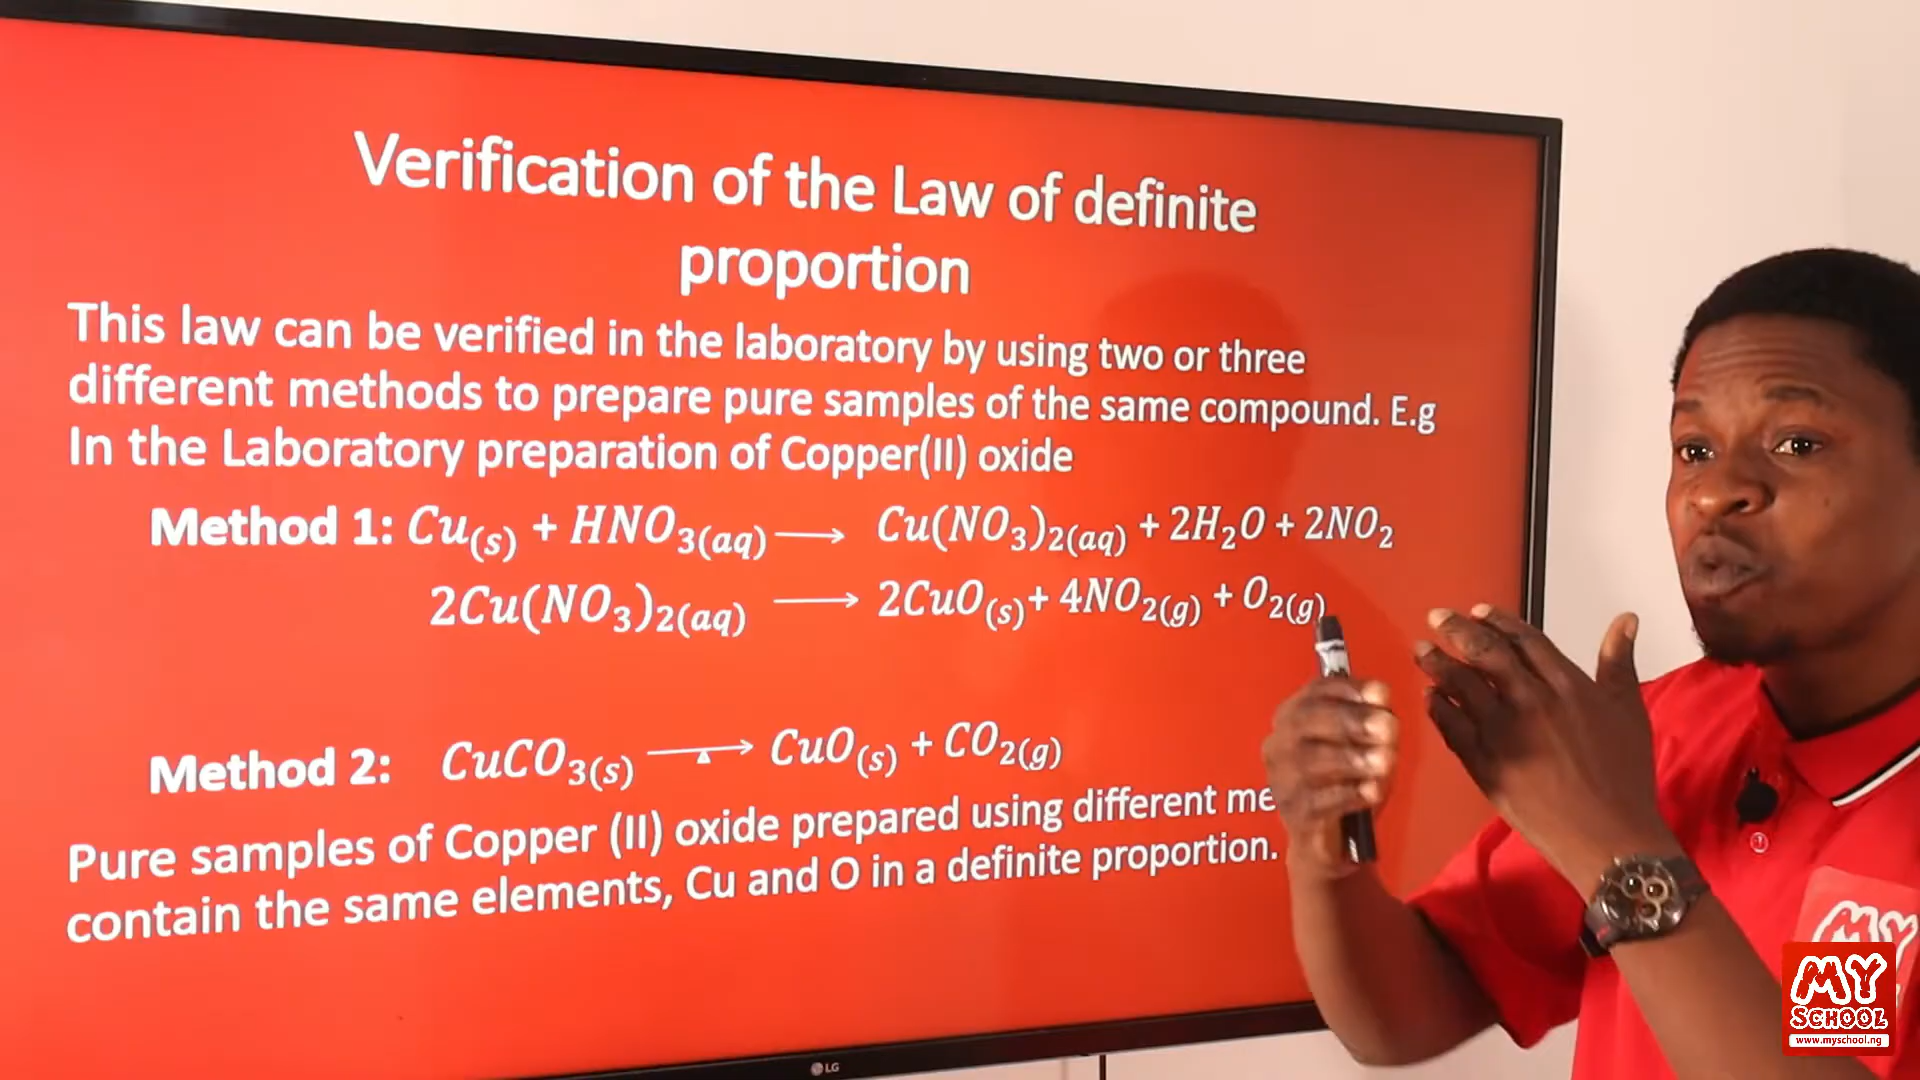 Verification of the Law of definite
proportion
This law can be verified in the laboratory by using two or three
different methods to prepare pure samples of the same compound. E.g
In the Laboratory preparation of Copper(II) oxide
Method 1: Cu(s) + HNO3(aq) ⟶ Cu(NO3)2(aq) + 2H2O + 2NO2
2Cu(NO3)2(aq) ⟶ 2CuO(s)+ 4NO2(g) + O2(g)
Method 2: CuCO3(s) ⟶ CuO(s) + CO2(g)
Pure samples of Copper (II) oxide prepared using different me
contain the same elements, Cu and O in a definite proportion.
LG
MY
MY
SCHOOL
www.myschool.ng